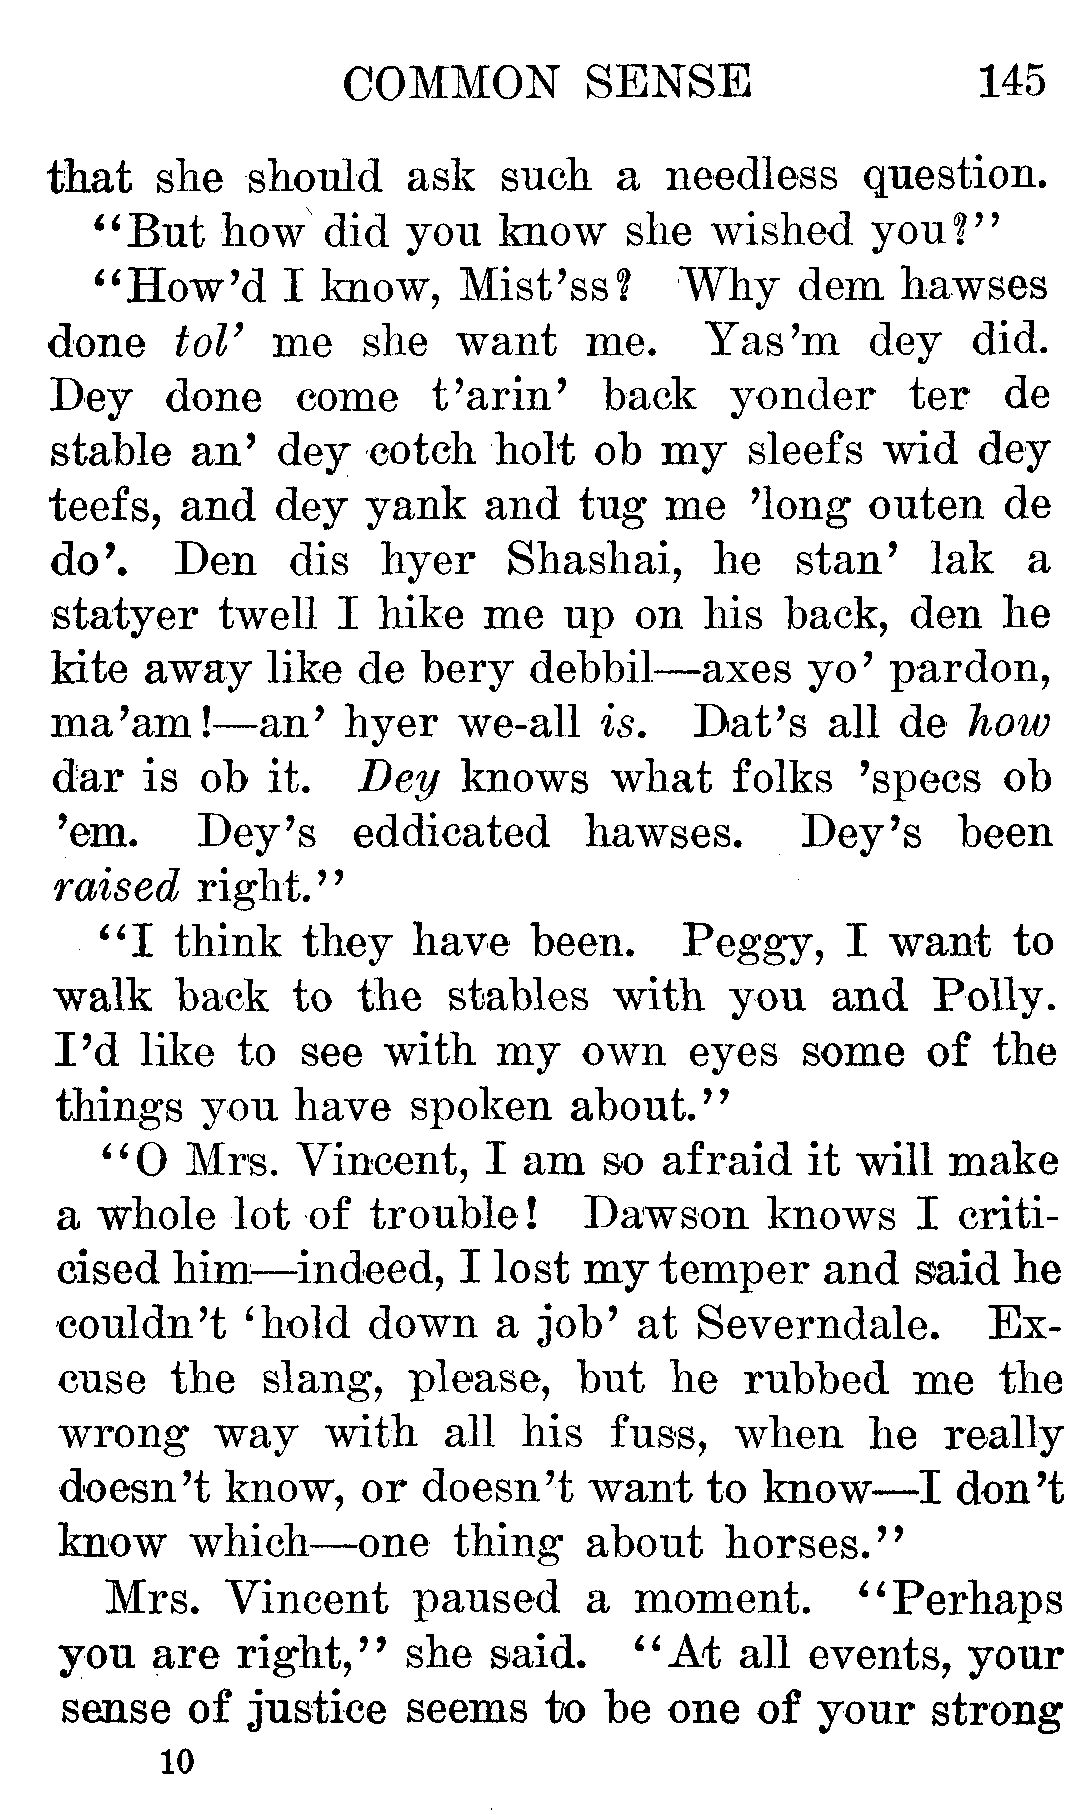 COMMON SENSE 145
that she should ask such a needless question.
“But how did you know she wished you?”
“How’d I know, Mist’ss? Why dem hawses
done tol’ me she want me. Yas’m dey did.
Dey done come t’arin’ back yonder ter de
stable an’ dey cotch holt ob my sleefs wid dey
teefs, and dey yank and tug me ’long outen de
do’. Den dis hyer Shashai, he stan’ lak a
statyer twell I hike me up on his back, den he
kite away like de bery debbil—axes yo’ pardon,
ma’am!—an’ hyer we-all is. Dat’s all de how
dar is ob it. Dey knows what folks ’specs ob
’em. Dey’s eddicated hawses. Dey’s been
raised right.”
“I think they have been. Peggy, I want to
walk back to the stables with you and Polly.
I’d like to see with my own eyes some of the
things you have spoken about.”
“O Mrs. Vincent, I am so afraid it will make
a whole lot of trouble! Dawson knows I criti-
cised him—indeed, I lost my temper and said he
couldn’t ‘hold down a job’ at Severndale. Ex-
cuse the slang, please, but he rubbed me the
wrong way with all his fuss, when he really
doesn’t know, or doesn’t want to know—I don’t
know which—one thing about horses.”
Mrs. Vincent paused a moment. “Perhaps
you are right,” she said. “At all events, your
sense of justice seems to be one of your strong
10